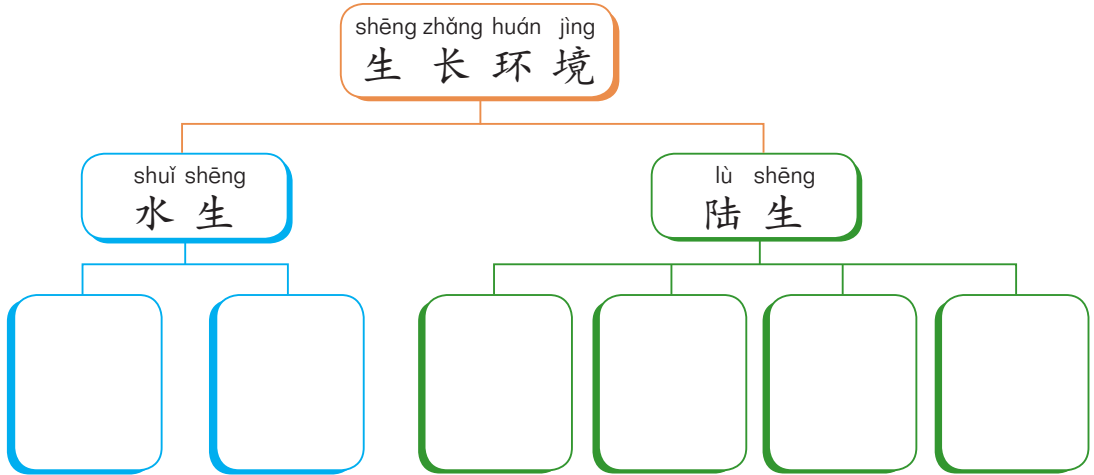 shēng zhǎng huán jìng
生长环境
shuǐ shēng
水生
lù shēng
陆生